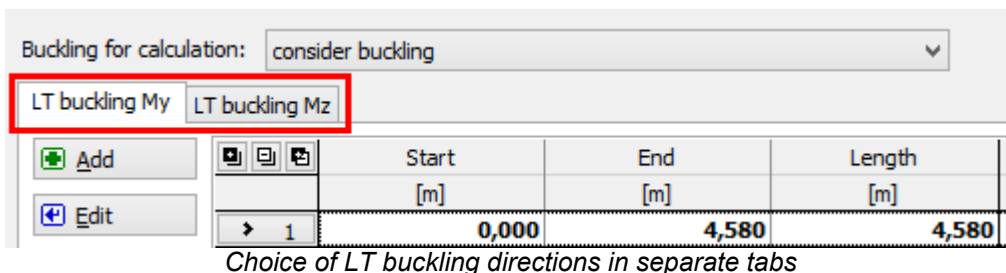 Buckling for calculation: consider buckling
LT buckling My LT buckling Mz
Add Start End Length
[m] [m] [m]
Edit
1 0,000 4,580 4,580
Choice of LT buckling directions in separate tabs